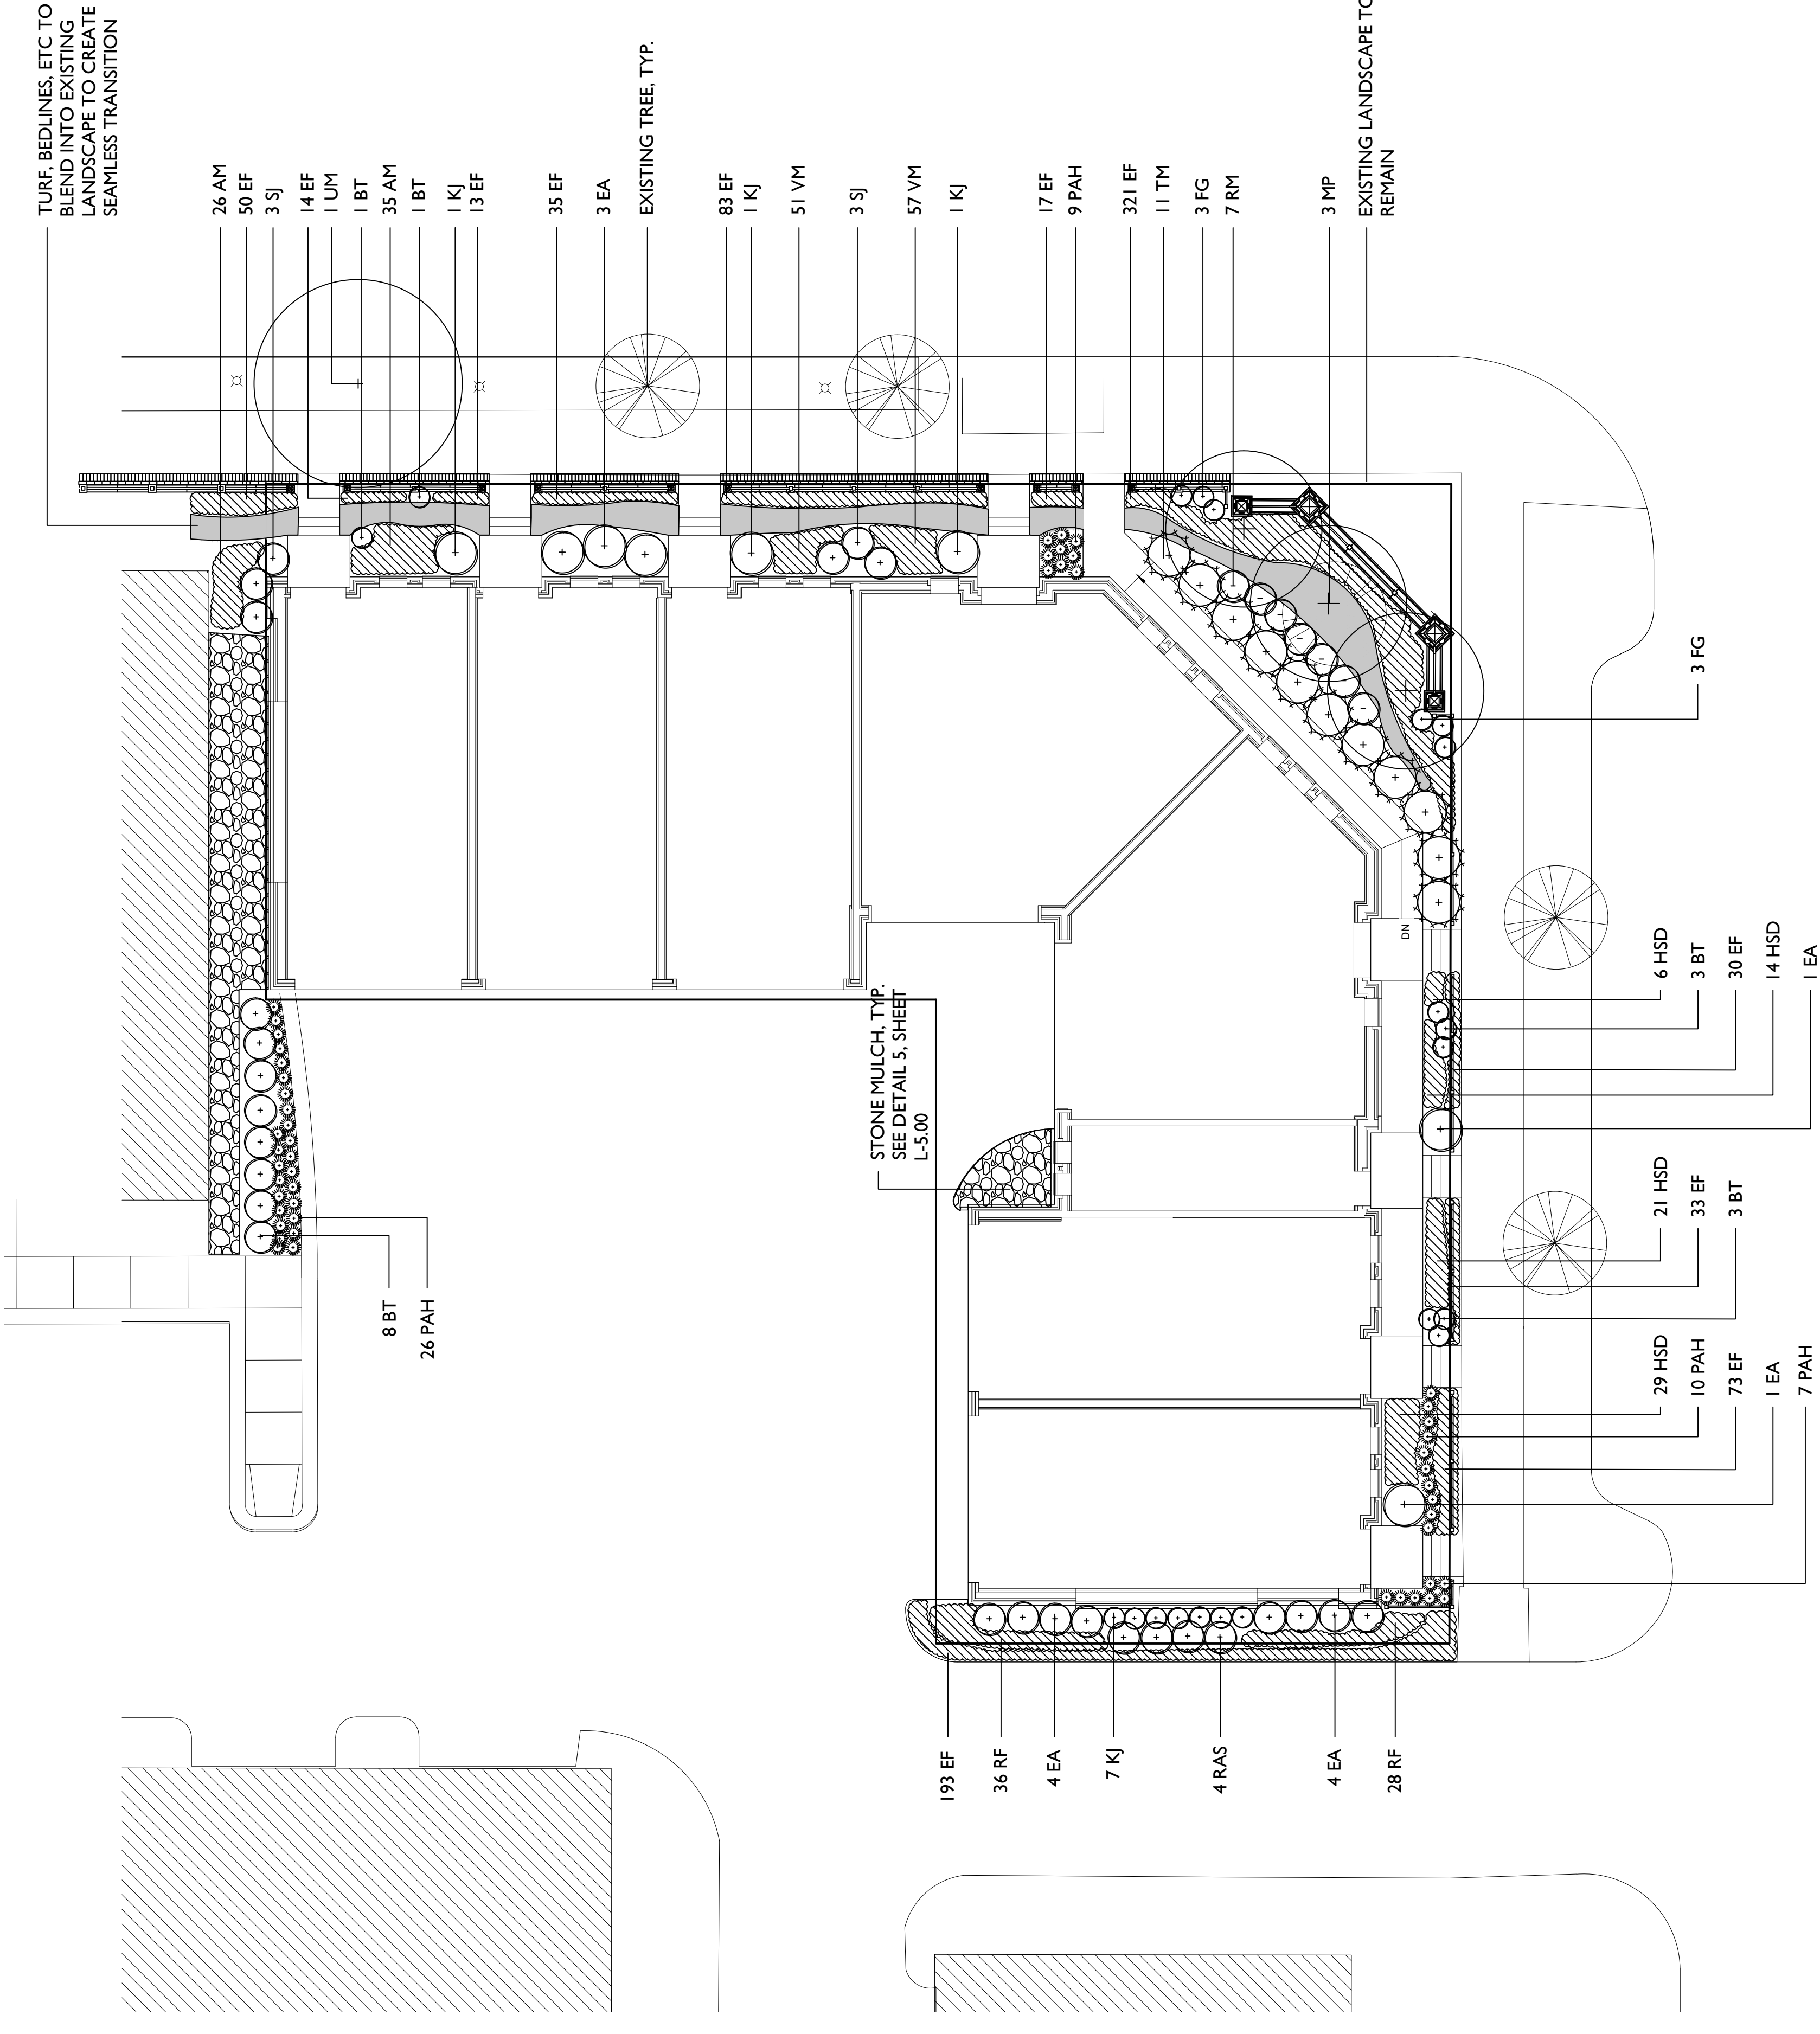 TURF, BEDLINES, ETC TO
BLEND INTO EXISTING
LANDSCAPE TO CREATE
SEAMLESS TRANSITION
26 AM
50 EF
3 SJ
14 EF
1 UM
1 BT
35 AM
1 BT
1 KJ
13 EF
35 EF
3 EA
EXISTING TREE, TYP.
83 EF
1 KJ
51 VM
3 SJ
57 VM
1 KJ
17 EF
9 PAH
321 EF
11 TM
3 FG
7 RM
3 MP
EXISTING LANDSCAPE TO
REMAIN
3 FG
DN
6 HSD
3 BT
30 EF
14 HSD
1 EA
STONE MULCH, TYP.
SEE DETAIL 5, SHEET
L-5.00
21 HSD
33 EF
3 BT
8 BT
26 PAH
29 HSD
10 PAH
73 EF
1 EA
7 PAH
193 EF
36 RF
4 EA
7 KJ
4 RAS
4 EA
28 RF